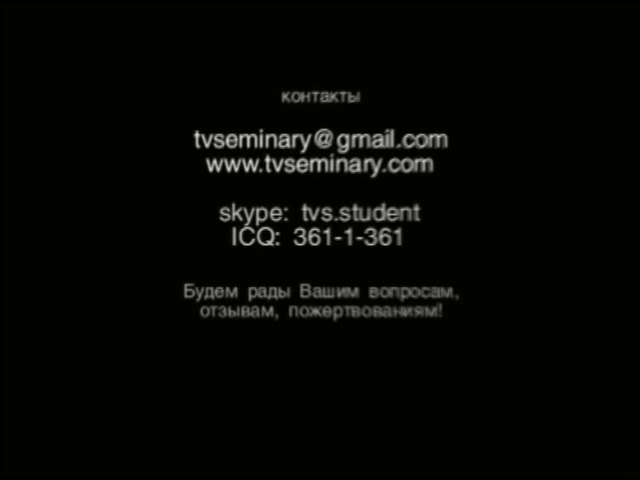 контакты
tvseminary@gmail.com
www.tvseminary.com
skype: tvs.student
ICQ: 361-1-361
Будем рады Вашим вопросам,
отзывам, пожертвованиям!